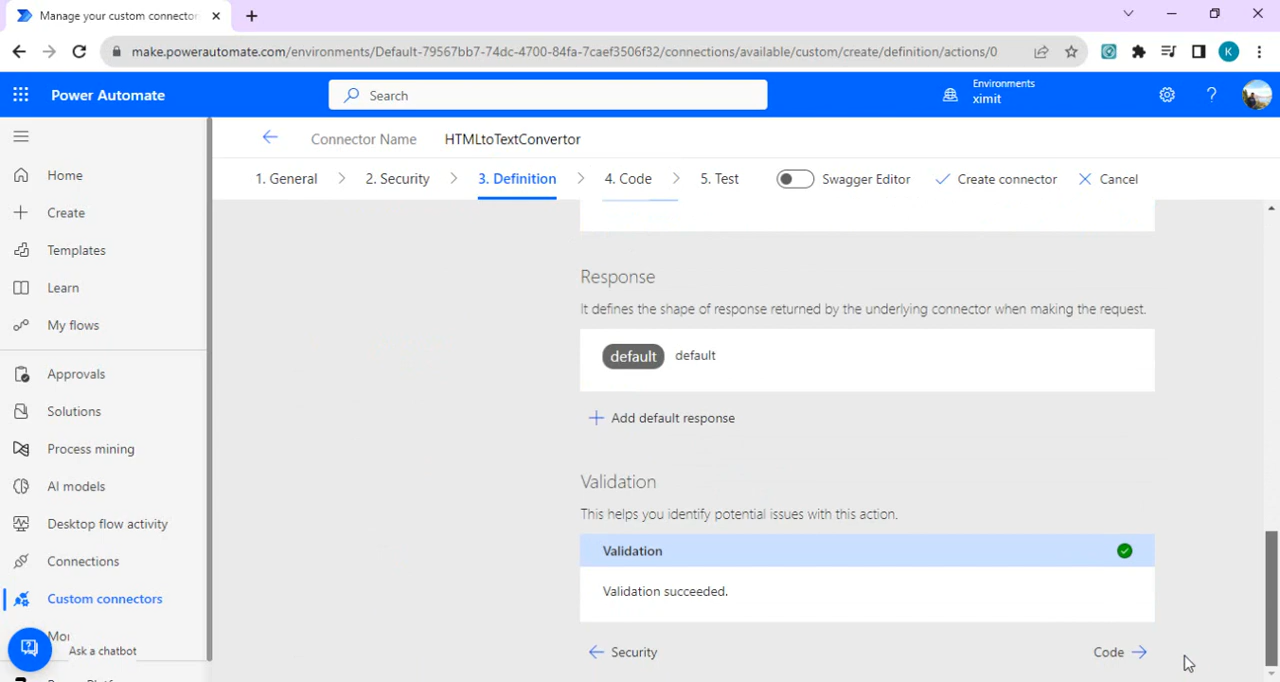 Manage your custom connector
make.powerautomate.com/environments/Default-79567bb7-74dc-4700-84fa-7caef3506f32/connections/available/custom/create/definition/actions/0
K
Power Automate
Search
Environments
ximit
Connector Name
HTMLtoTextConvertor
1. General
2. Security
3. Definition
4. Code
5. Test
Swagger Editor
Create connector
Cancel
Home
Create
Templates
Learn
My flows
Approvals
Solutions
Process mining
AI models
Desktop flow activity
Connections
Custom connectors
Ask a chatbot
Response
It defines the shape of response returned by the underlying connector when making the request.
default default
Add default response
Validation
This helps you identify potential issues with this action.
Validation
Validation succeeded.
Security
Code